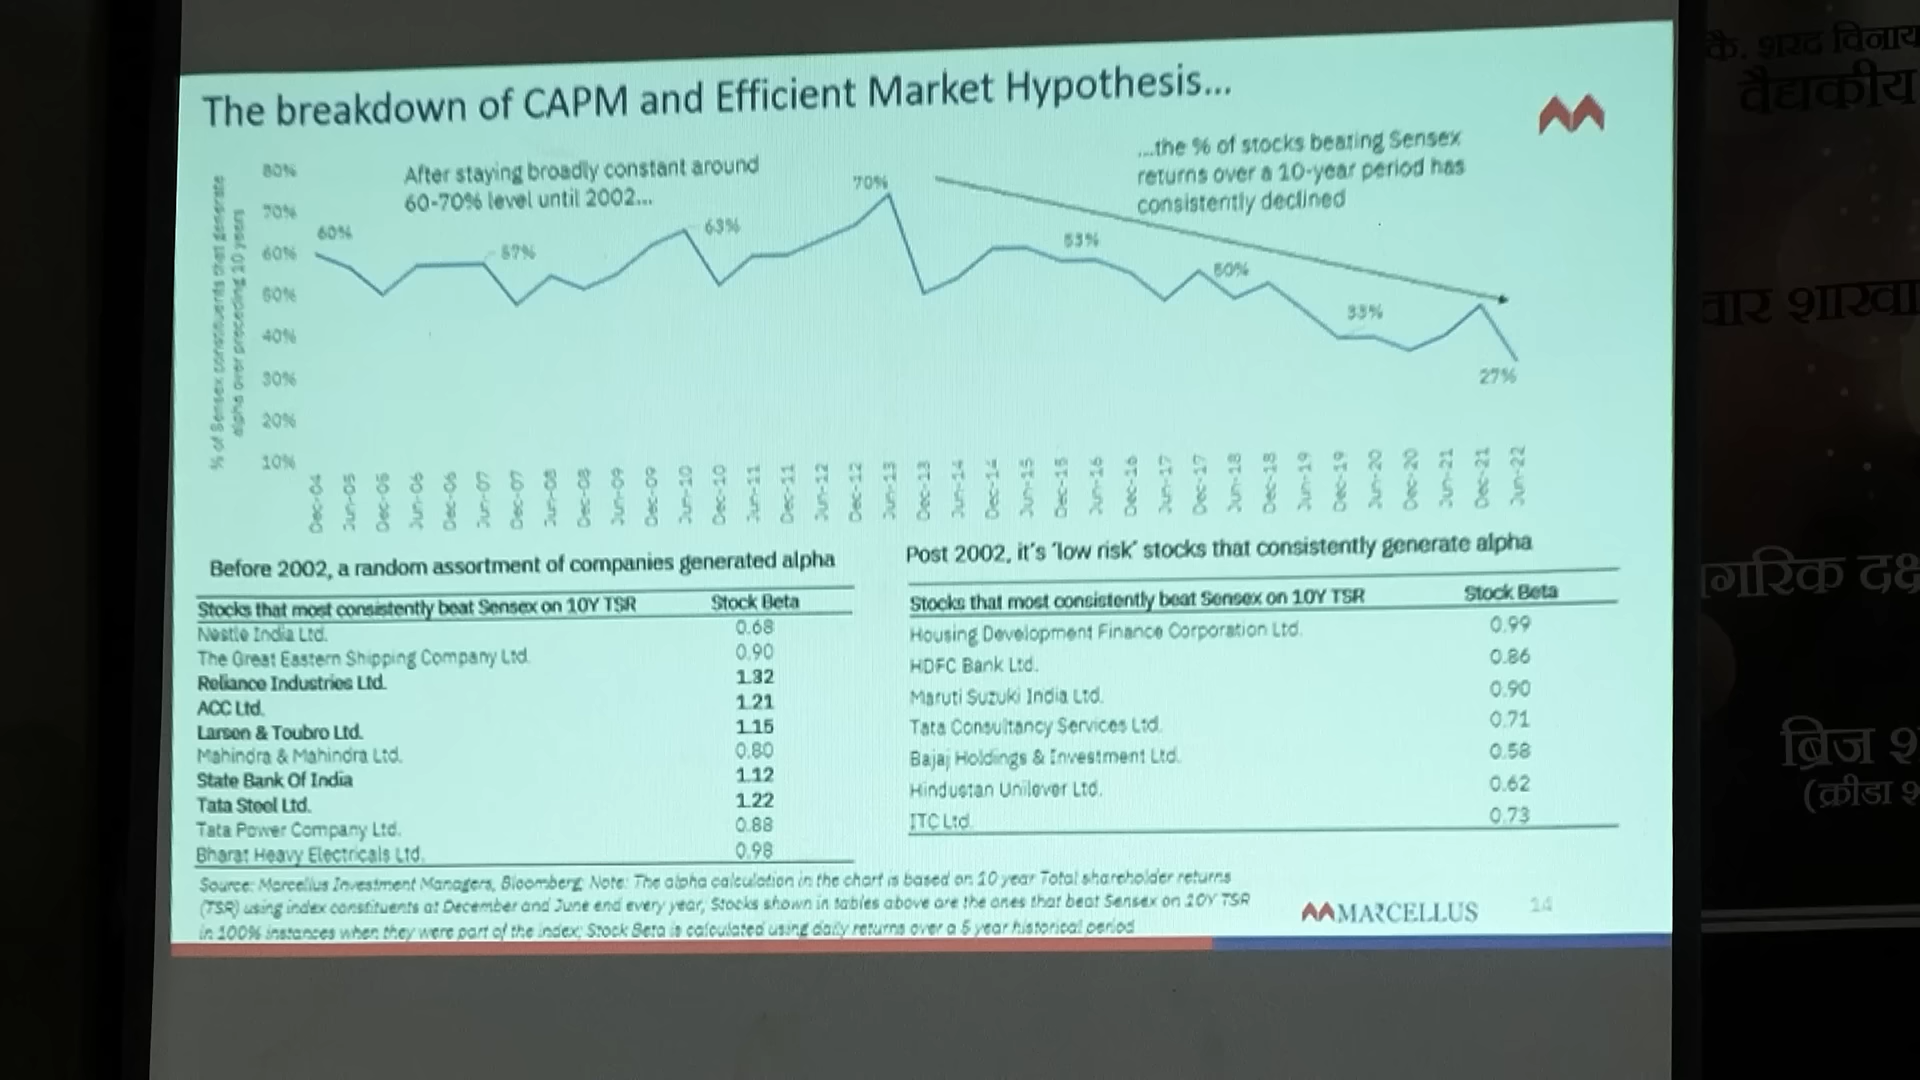 The breakdown of CAPM and Efficient Market Hypothesis...
% of Sensex constituents that generate
alpha over preceding 10 years
80%
70%
60%
50%
40%
30%
20%
10%
After staying broadly constant around
60-70% level until 2002...
...the % of stocks beating Sensex
returns over a 10-year period has
consistently declined
60%
57%
63%
70%
53%
50%
33%
27%
Dec-04
Jun-05
Dec-05
Jun-06
Dec-06
Jun-07
Dec-07
Jun-08
Dec-08
Jun-09
Dec-09
Jun-10
Dec-10
Jun-11
Dec-11
Jun-12
Dec-12
Jun-13
Dec-13
Jun-14
Dec-14
Jun-15
Dec-15
Jun-16
Dec-16
Jun-17
Dec-17
Jun-18
Dec-18
Jun-19
Dec-19
Jun-20
Dec-20
Jun-21
Dec-21
Jun-22
Before 2002, a random assortment of companies generated alpha
Stocks that most consistently beat Sensex on 10Y TSR Stock Beta
Nestle India Ltd. 0.68
The Great Eastern Shipping Company Ltd. 0.90
Reliance Industries Ltd. 1.32
ACC Ltd. 1.21
Larsen & Toubro Ltd. 1.15
Mahindra & Mahindra Ltd. 0.80
State Bank Of India 1.12
Tata Steel Ltd. 1.22
Tata Power Company Ltd. 0.88
Bharat Heavy Electricals Ltd. 0.98
Post 2002, it's 'low risk' stocks that consistently generate alpha
Stocks that most consistently beat Sensex on 10Y TSR Stock Beta
Housing Development Finance Corporation Ltd. 0.99
HDFC Bank Ltd. 0.86
Maruti Suzuki India Ltd. 0.90
Tata Consultancy Services Ltd. 0.71
Bajaj Holdings & Investment Ltd. 0.58
Hindustan Unilever Ltd. 0.62
ITC Ltd. 0.73
Source: Marcellus Investment Managers, Bloomberg; Note: The alpha calculation in the chart is based on 10 year Total shareholder returns
(TSR) using index constituents at December and June end every year, Stocks shown in tables above are the ones that beat Sensex on 10Y TSR
in 100% instances when they were part of the index; Stock Beta is calculated using daily returns over a 5 year historical period
MARCELLUS
14
कै. शरद विनाय
वैद्यकीय
वार शाखा
गरिक दक्ष
ब्रिज श
(क्रीडा श